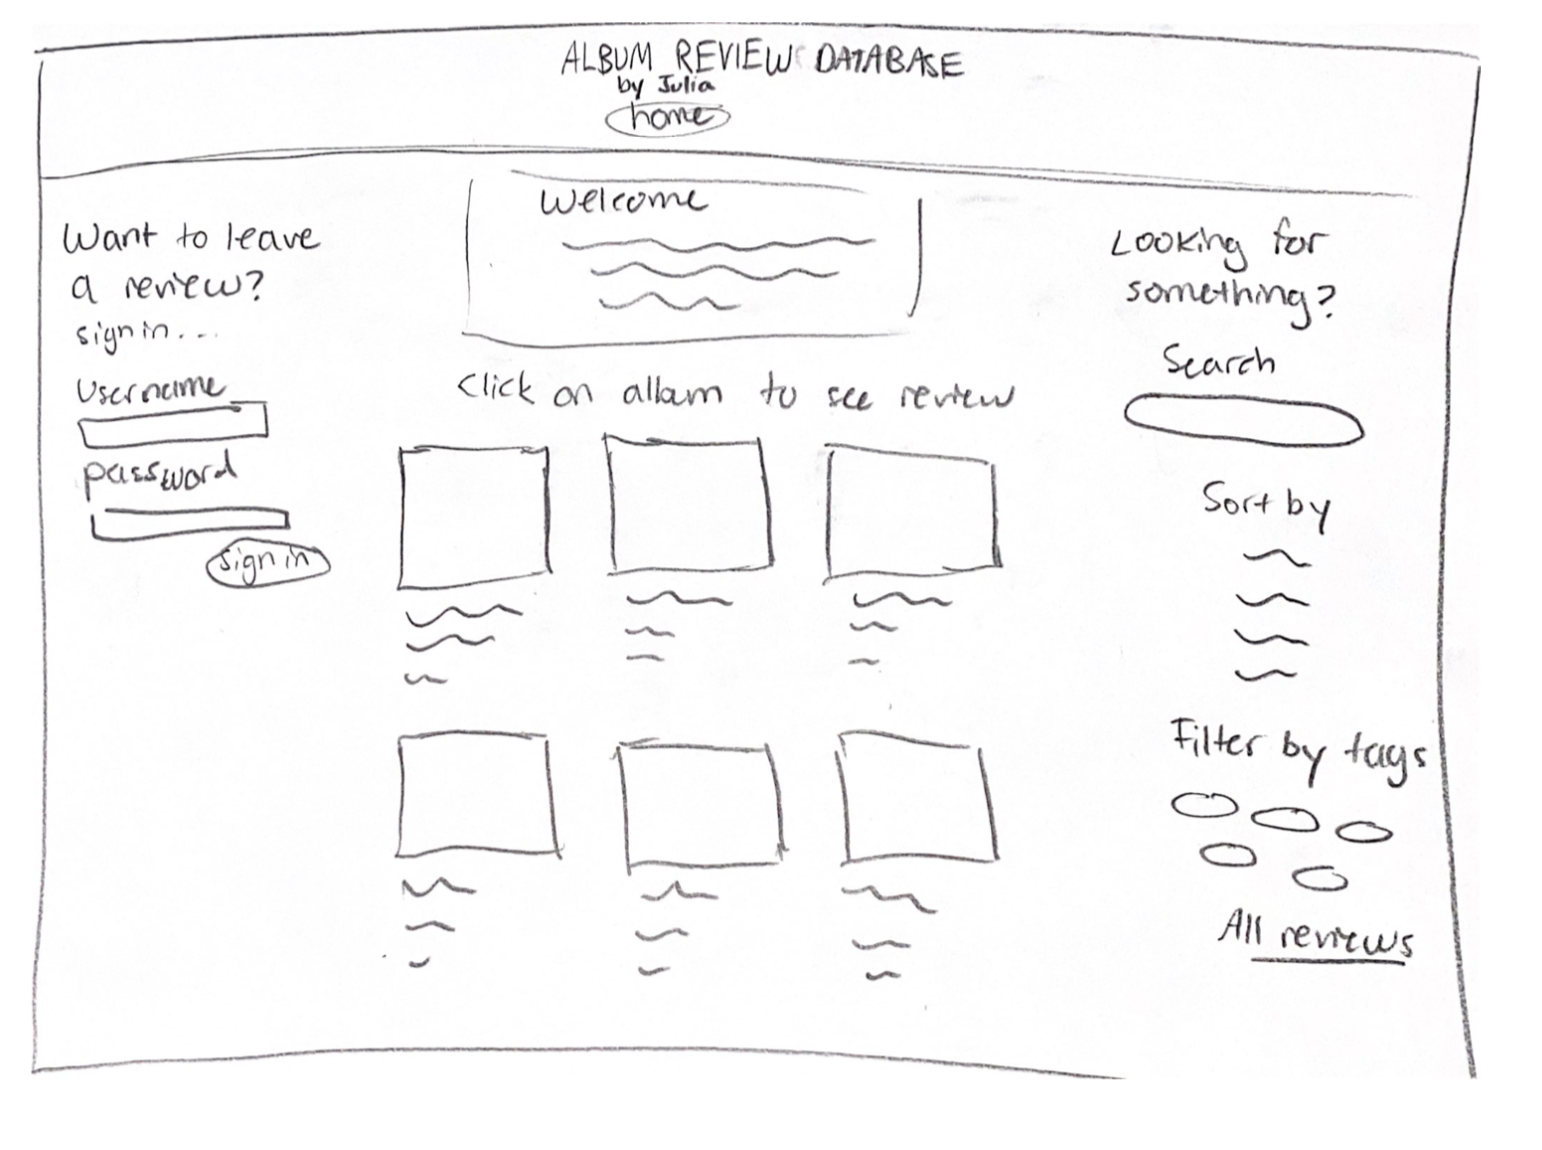 ALBUM REVIEW DATABASE
by Julia
home
Want to leave
a review?
sign in...
Username
password
sign in
Welcome
Click on album to see review
Looking for
something?
Search
Sort by
Filter by tags
All reviews